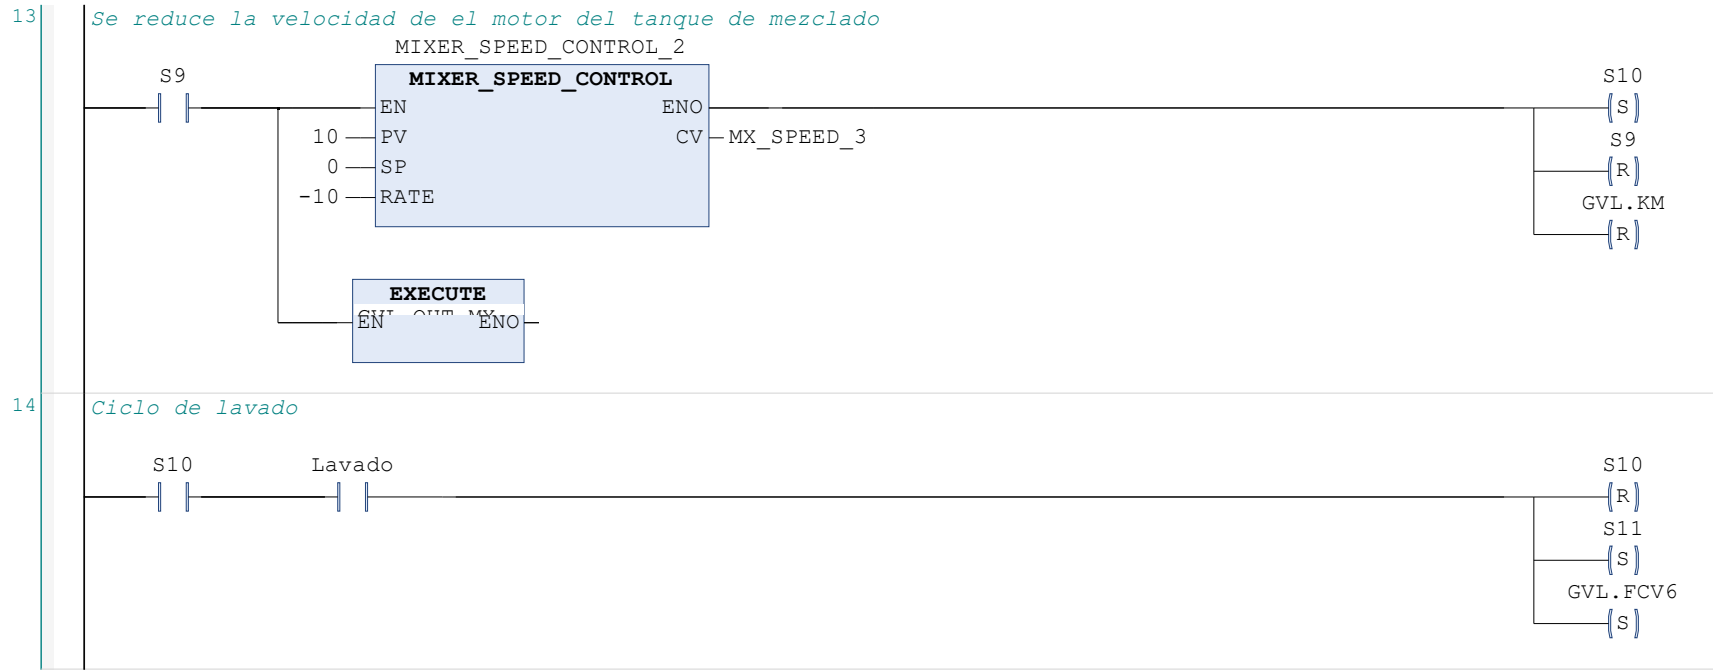 13
Se reduce la velocidad de el motor del tanque de mezclado
MIXER_SPEED_CONTROL_2
S9
MIXER_SPEED_CONTROL
S10
EN ENO
(S)
10 PV CV MX_SPEED_3
S9
0 SP
(R)
-10 RATE
GVL.KM
(R)
EXECUTE
EN ENO
14
Ciclo de lavado
S10 Lavado S10
(R)
S11
(S)
GVL.FCV6
(S)